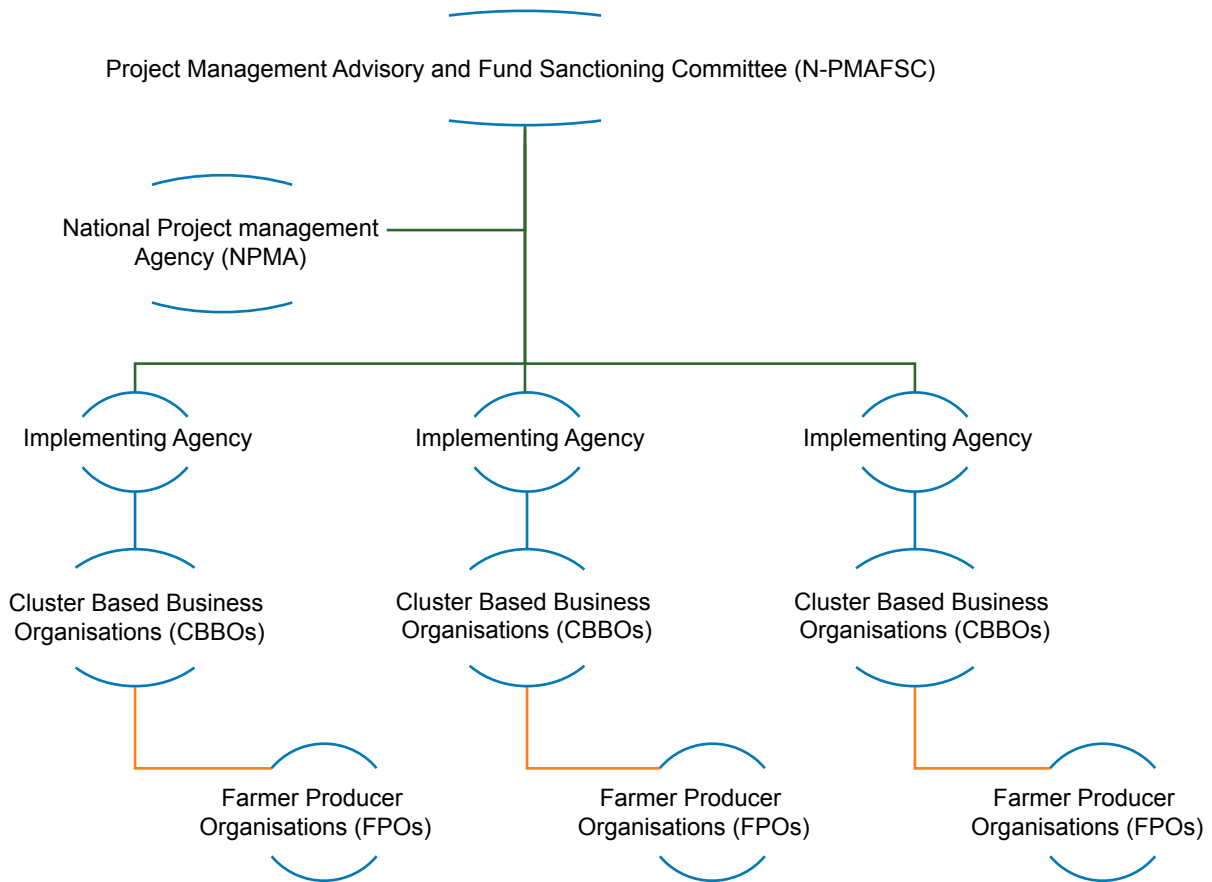 Project Management Advisory and Fund Sanctioning Committee (N-PMAFSC)
National Project management
Agency (NPMA)
Implementing Agency
Implementing Agency
Implementing Agency
Cluster Based Business
Organisations (CBBOs)
Cluster Based Business
Organisations (CBBOs)
Cluster Based Business
Organisations (CBBOs)
Farmer Producer
Organisations (FPOs)
Farmer Producer
Organisations (FPOs)
Farmer Producer
Organisations (FPOs)